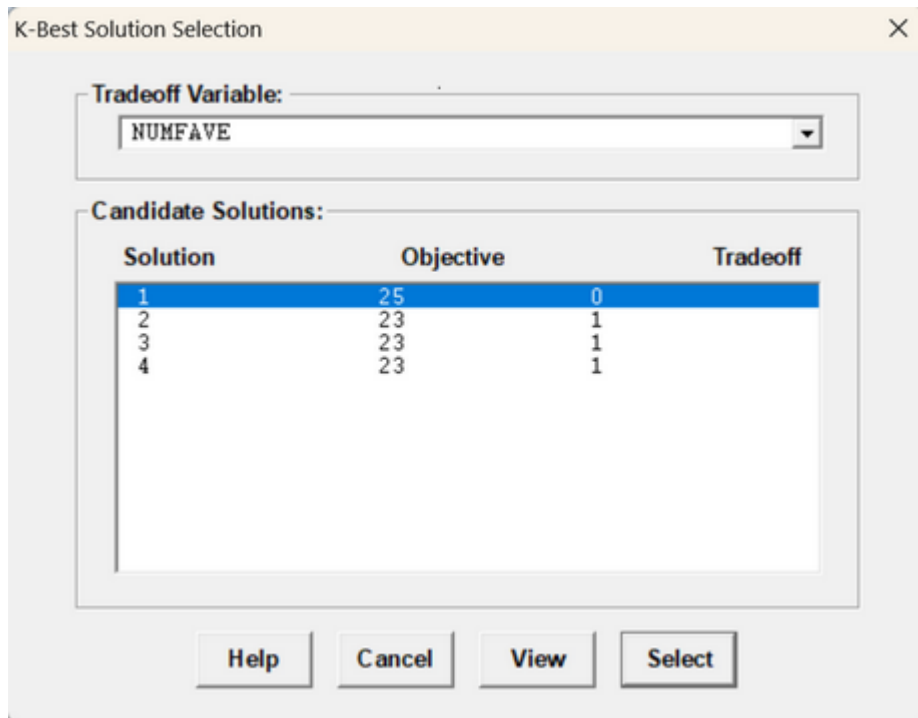 K-Best Solution Selection
Tradeoff Variable:
NUMFAVE
Candidate Solutions:
Solution Objective Tradeoff
1 25 0
2 23 1
3 23 1
4 23 1
Help Cancel View Select